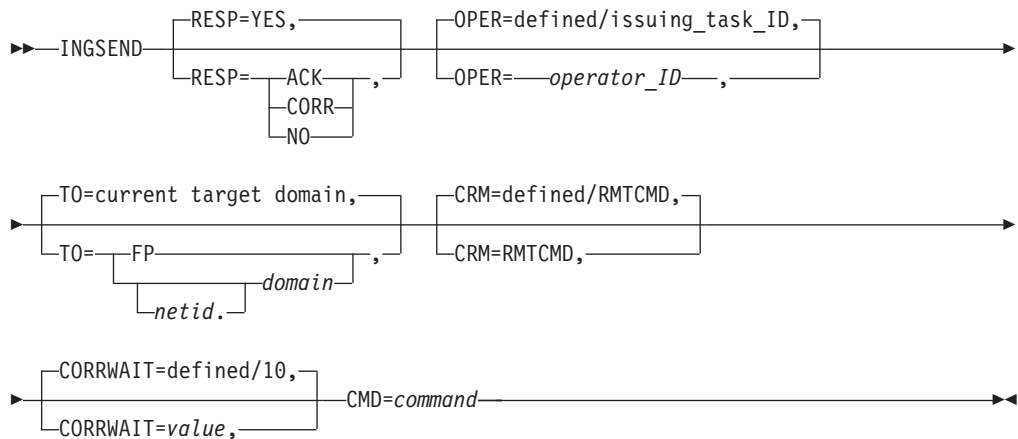 RESP=YES, OPER=defined/issuing_task_ID,
INGSEND
RESP= ACK , OPER= operator_ID ,
CORR
NO
TO=current target domain, CRM=defined/RMTCMD,
TO= FP , CRM=RMTCMD,
domain
netid.
CORRWAIT=defined/10,
CMD=command
CORRWAIT=value,